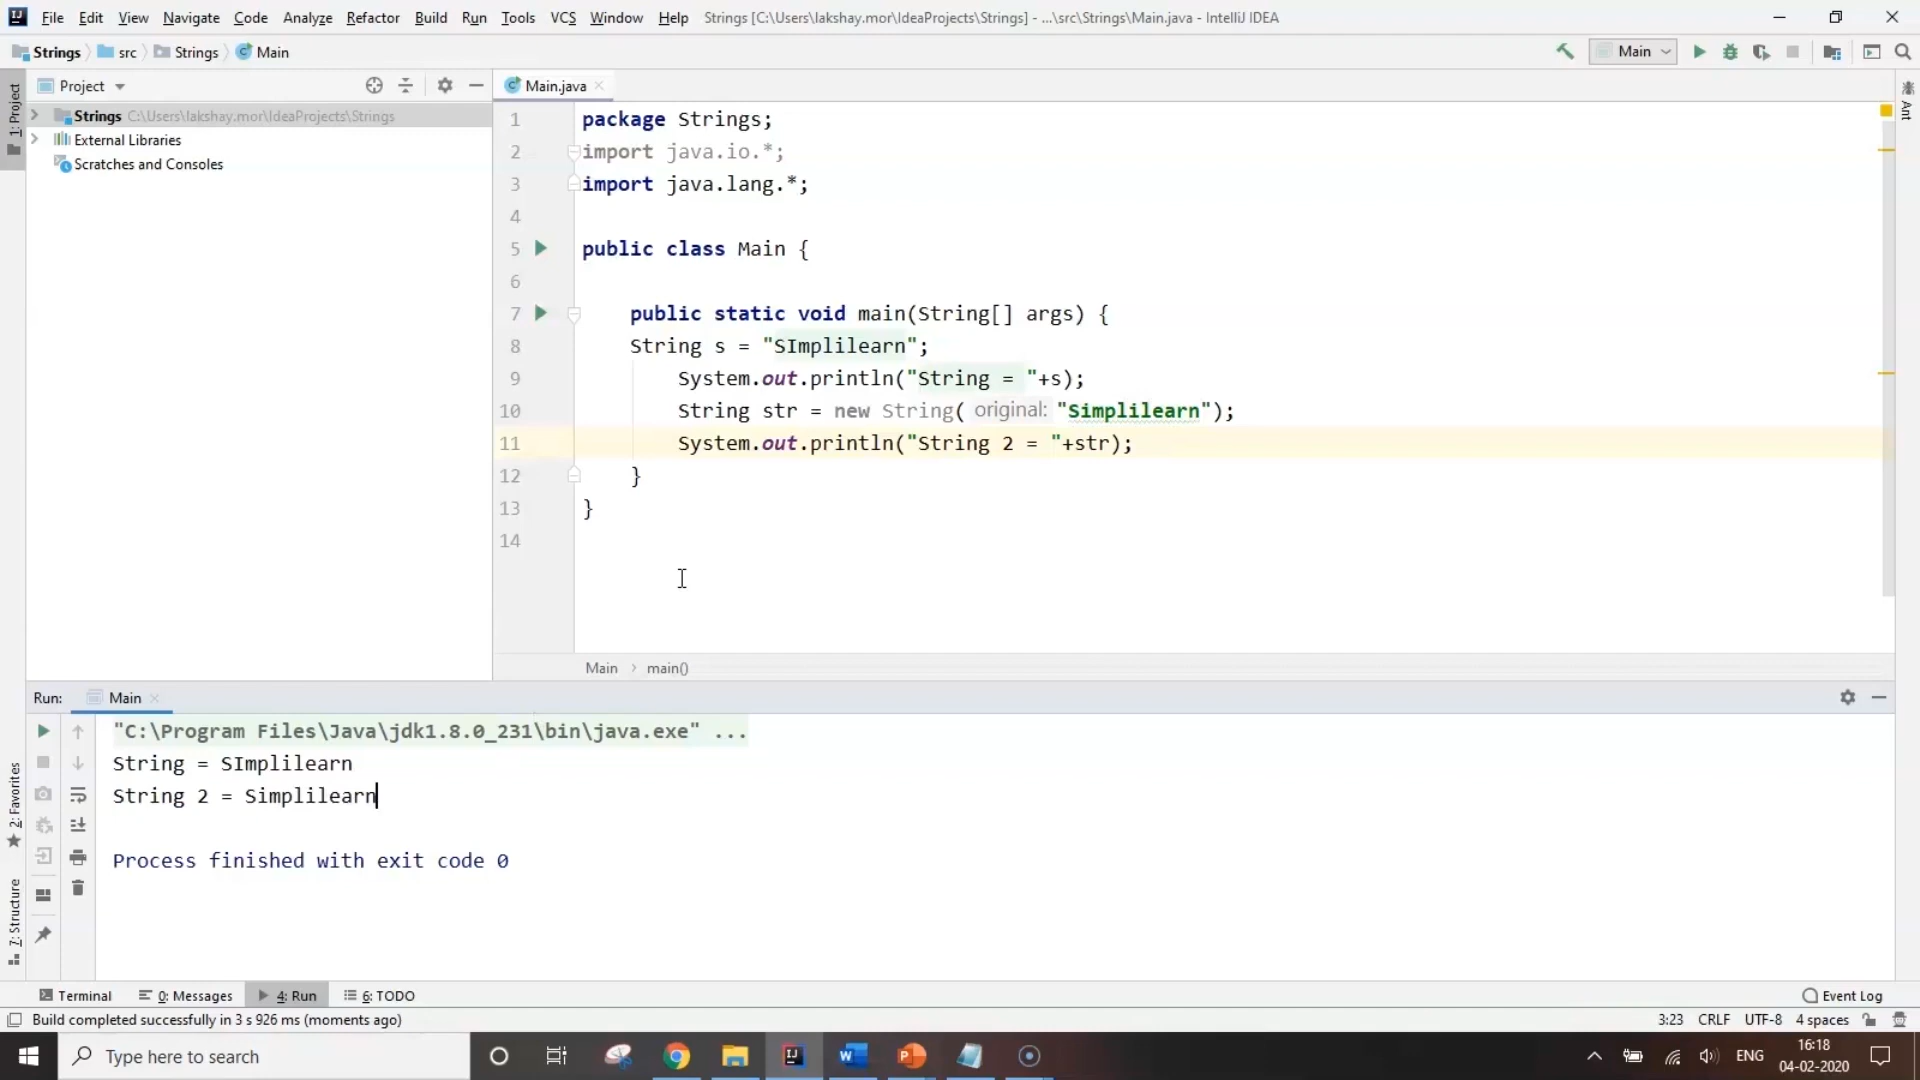 File Edit View Navigate Code Analyze Refactor Build Run Tools VCS Window Help Strings [C:\Users\lakshay.mor\IdeaProjects\Strings] - ...\src\Strings\Main.java - IntelliJ IDEA
Strings src Strings Main Main
Project Main.java
1: Project
Ant
Strings C:\Users\lakshay.mor\IdeaProjects\Strings
External Libraries
Scratches and Consoles
1 package Strings;
2 import java.io.*;
3 import java.lang.*;
4
5 public class Main {
6
7 public static void main(String[] args) {
8 String s = "SImplilearn";
9 System.out.println("String = "+s);
10 String str = new String( original: "Simplilearn");
11 System.out.println("String 2 = "+str);
12 }
13 }
14
Main main()
Run: Main
"C:\Program Files\Java\jdk1.8.0_231\bin\java.exe" ...
String = SImplilearn
String 2 = Simplilearn
Process finished with exit code 0
2: Favorites
7: Structure
Terminal 0: Messages 4: Run 6: TODO Event Log
Build completed successfully in 3 s 926 ms (moments ago) 3:23 CRLF UTF-8 4 spaces
Type here to search ENG 16:18
04-02-2020